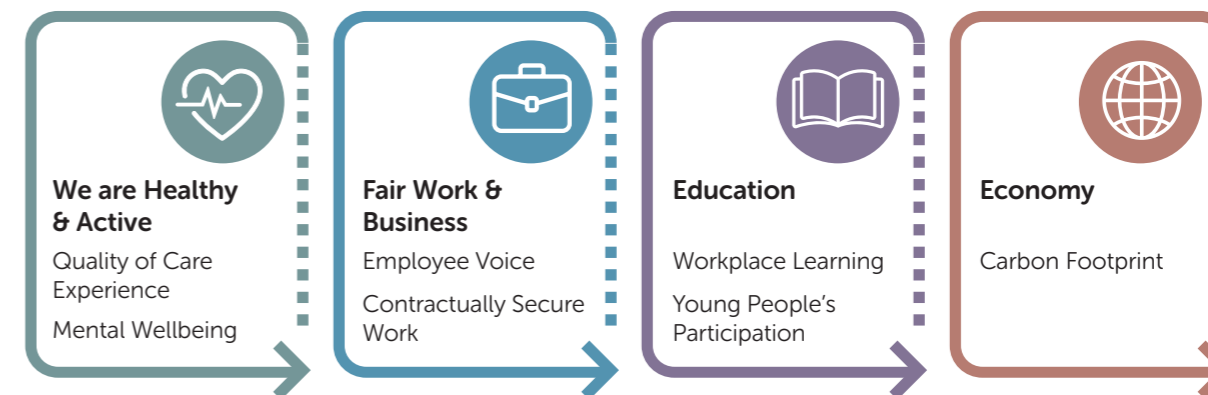 We are Healthy
& Active
Quality of Care
Experience
Mental Wellbeing
Fair Work &
Business
Employee Voice
Contractually Secure
Work
Education
Workplace Learning
Young People’s
Participation
Economy
Carbon Footprint